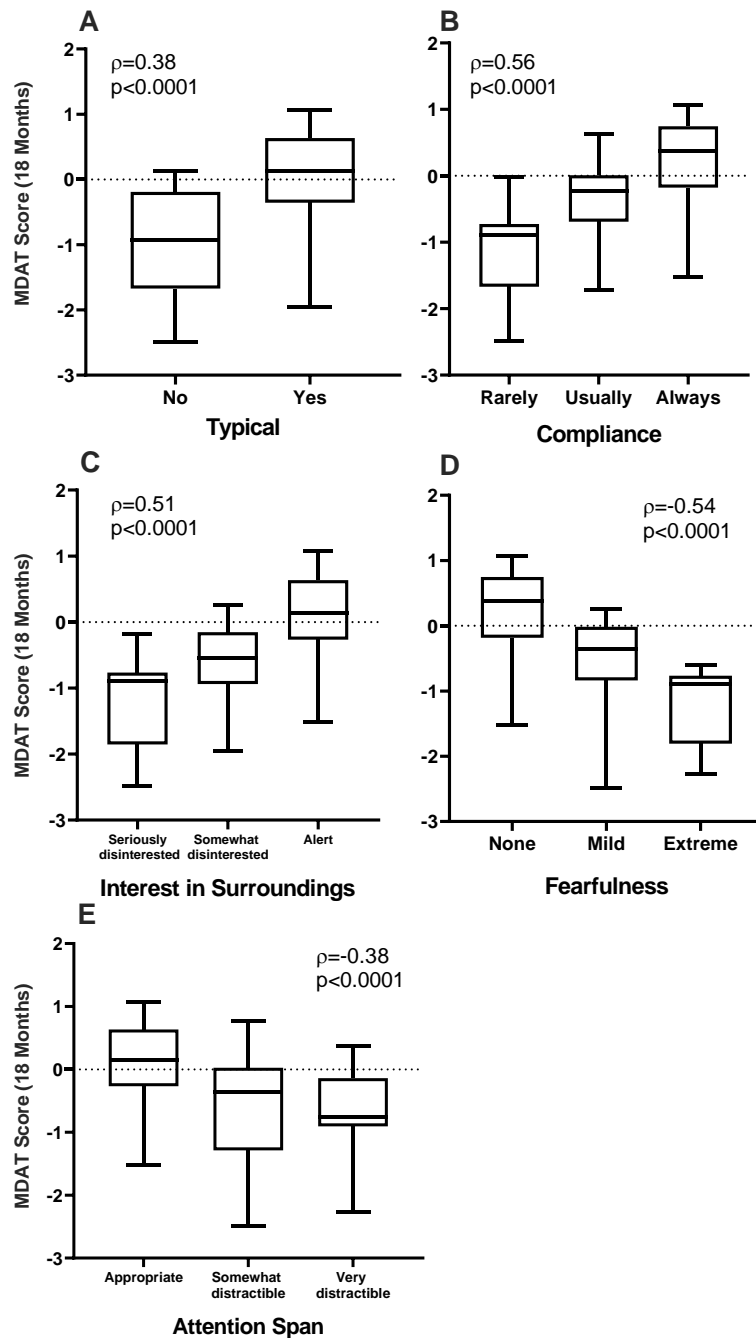 A
MDAT Score (18 Months)
2
1
0
-1
-2
-3
ρ=0.38
p<0.0001
No Yes
Typical
B
2
1
0
-1
-2
-3
ρ=0.56
p<0.0001
Rarely Usually Always
Compliance
C
MDAT Score (18 Months)
2
1
0
-1
-2
-3
ρ=0.51
p<0.0001
Seriously Somewhat Alert
disinterested disinterested
Interest in Surroundings
D
2
1
0
-1
-2
-3
ρ=-0.54
p<0.0001
None Mild Extreme
Fearfulness
E
MDAT Score (18 Months)
2
1
0
-1
-2
-3
ρ=-0.38
p<0.0001
Appropriate Somewhat Very
distractible distractible
Attention Span